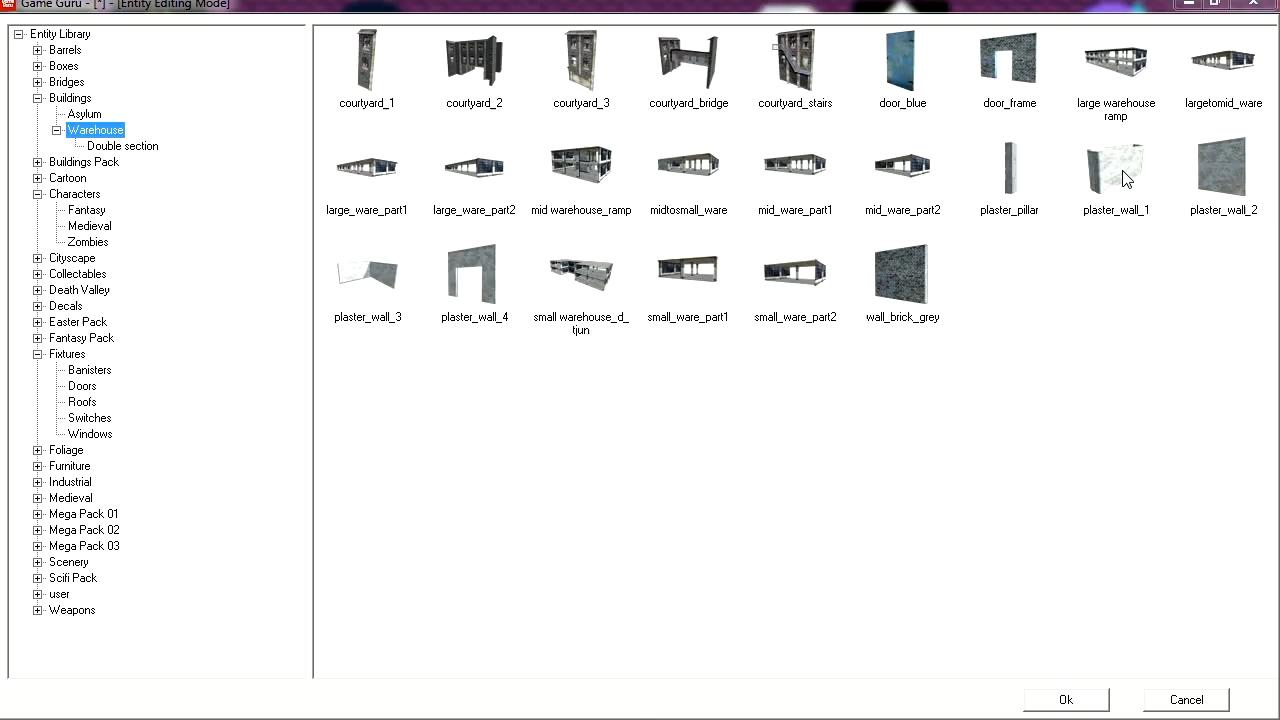 Game Guru - [*] - [Entity Editing Mode]
Entity Library
Barrels
Boxes
Bridges
Buildings
Asylum
Warehouse
Double section
Buildings Pack
Cartoon
Characters
Fantasy
Medieval
Zombies
Cityscape
Collectables
Death Valley
Decals
Easter Pack
Fantasy Pack
Fixtures
Banisters
Doors
Roofs
Switches
Windows
Foliage
Furniture
Industrial
Medieval
Mega Pack 01
Mega Pack 02
Mega Pack 03
Scenery
Scifi Pack
user
Weapons
courtyard_1
courtyard_2
courtyard_3
courtyard_bridge
courtyard_stairs
door_blue
door_frame
large warehouse
ramp
largetomid_ware
large_ware_part1
large_ware_part2
mid warehouse_ramp
midtosmall_ware
mid_ware_part1
mid_ware_part2
plaster_pillar
plaster_wall_1
plaster_wall_2
plaster_wall_3
plaster_wall_4
small warehouse_d_
tjun
small_ware_part1
small_ware_part2
wall_brick_grey
Ok
Cancel